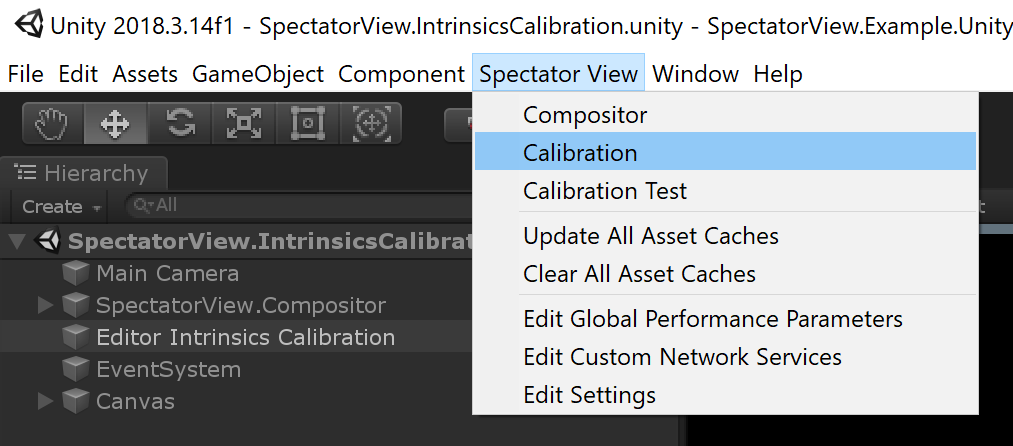 Unity 2018.3.14f1 - SpectatorView.IntrinsicsCalibration.unity - SpectatorView.Example.Unity
File Edit Assets GameObject Component Spectator View Window Help
Compositor
Calibration
Calibration Test
Update All Asset Caches
Clear All Asset Caches
Edit Global Performance Parameters
Edit Custom Network Services
Edit Settings
Hierarchy
Create All
SpectatorView.IntrinsicsCalibrat
Main Camera
SpectatorView.Compositor
Editor Intrinsics Calibration
EventSystem
Canvas